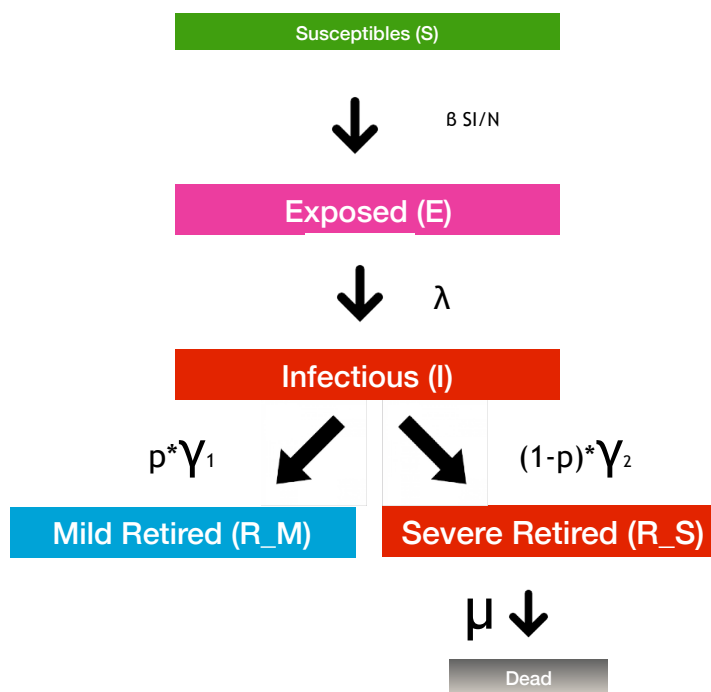 Susceptibles (S)
β SI/N
Exposed (E)
λ
Infectious (I)
p*γ₁
(1-p)*γ₂
Mild Retired (R_M)
Severe Retired (R_S)
μ
Dead